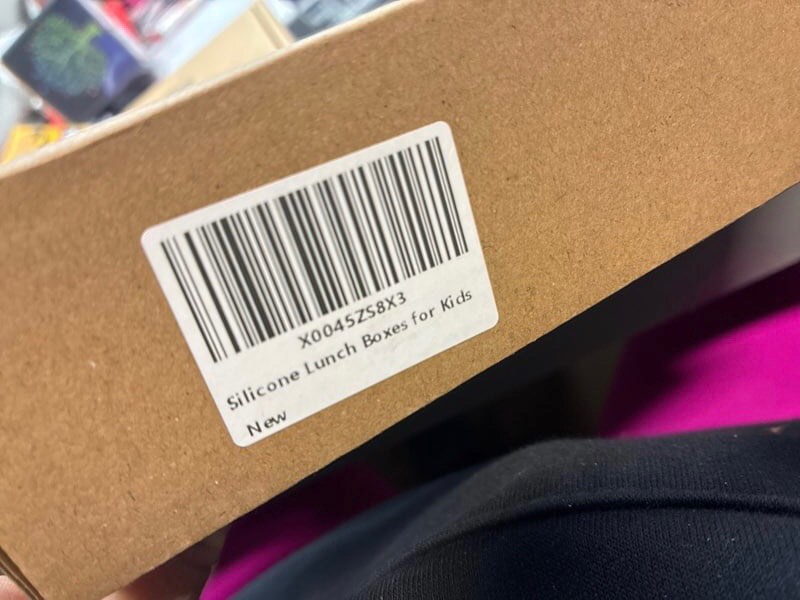 X0045ZS8X3
Silicone Lunch Boxes for Kids
New